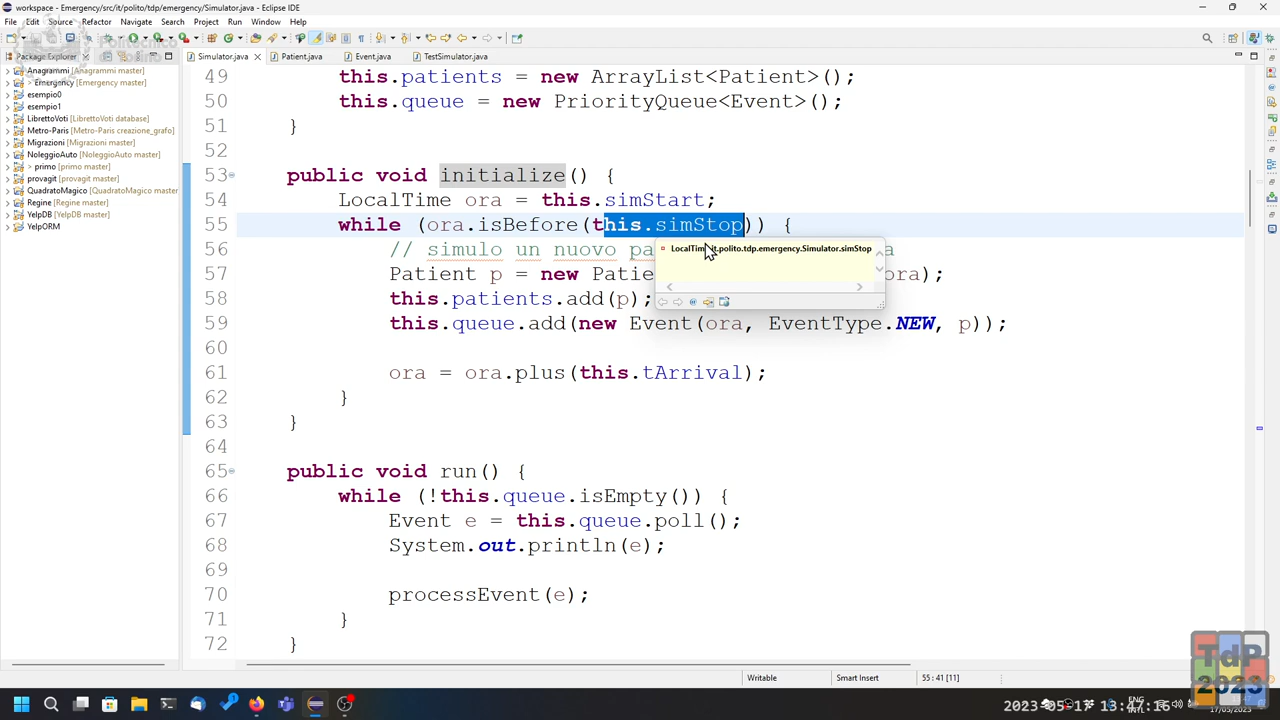 workspace - Emergency/src/it/polito/tdp/emergency/Simulator.java - Eclipse IDE
File Edit Source Refactor Navigate Search Project Run Window Help
Politecnico
Package Explorer
Simulator.java Patient.java Event.java TestSimulator.java
Anagrammi [Anagrammi master]
Emergency [Emergency master]
esempio0
esempio1
LibrettoVoti [LibrettoVoti database]
Metro-Paris [Metro-Paris creazione_grafo]
Migrazioni [Migrazioni master]
NoleggioAuto [NoleggioAuto master]
primo [primo master]
provagit [provagit master]
QuadratoMagico [QuadratoMagico master]
Regine [Regine master]
YelpDB [YelpDB master]
YelpORM
49 this.patients = new ArrayList<Patient>();
50 this.queue = new PriorityQueue<Event>();
51 }
52
53 public void initialize() {
54 LocalTime ora = this.simStart;
55 while (ora.isBefore(this.simStop)) {
56 // simulo un nuovo pa a
LocalTim it.polito.tdp.emergency.Simulator.simStop
57 Patient p = new Patie ora);
58 this.patients.add(p);
59 this.queue.add(new Event(ora, EventType.NEW, p));
60
61 ora = ora.plus(this.tArrival);
62 }
63 }
64
65 public void run() {
66 while (!this.queue.isEmpty()) {
67 Event e = this.queue.poll();
68 System.out.println(e);
69
70 processEvent(e);
71 }
72 }
Writable Smart Insert 55 : 41 [11]
TdP
2023
ENG
2023-05-17 13:47:16